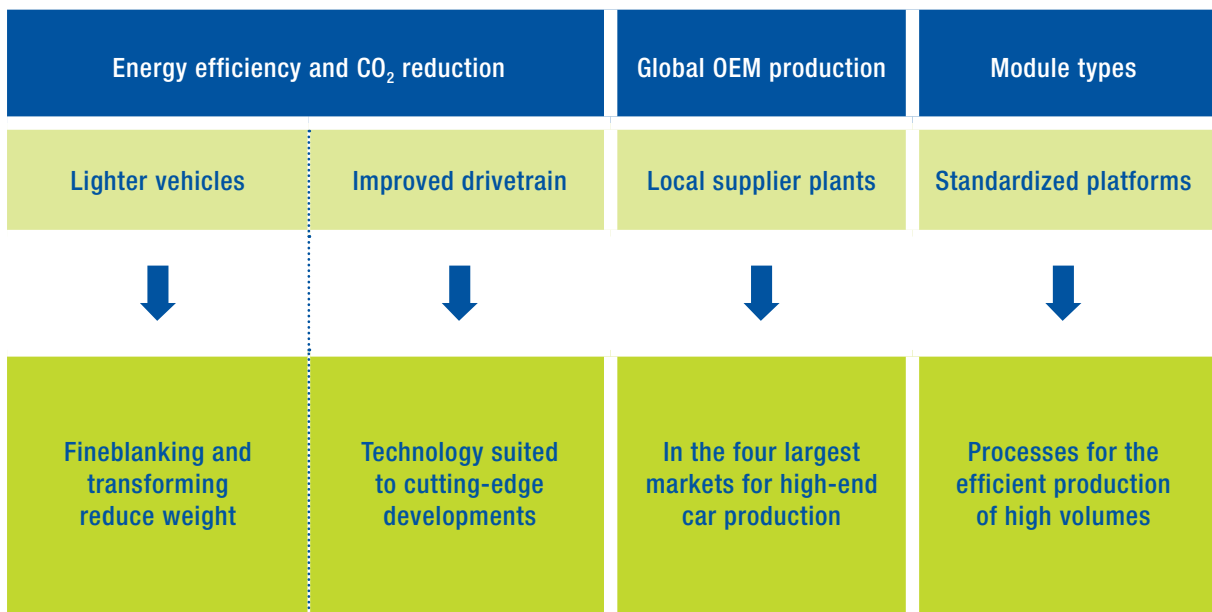 Energy efficiency and CO₂ reduction
Global OEM production
Module types
Lighter vehicles
Improved drivetrain
Local supplier plants
Standardized platforms
Fineblanking and
transforming
reduce weight
Technology suited
to cutting-edge
developments
In the four largest
markets for high-end
car production
Processes for the
efficient production
of high volumes